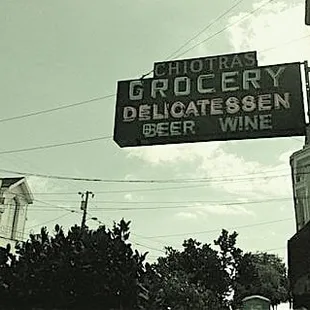 CHIOTRAS
GROCERY
DELICATESSEN
BEER WINE